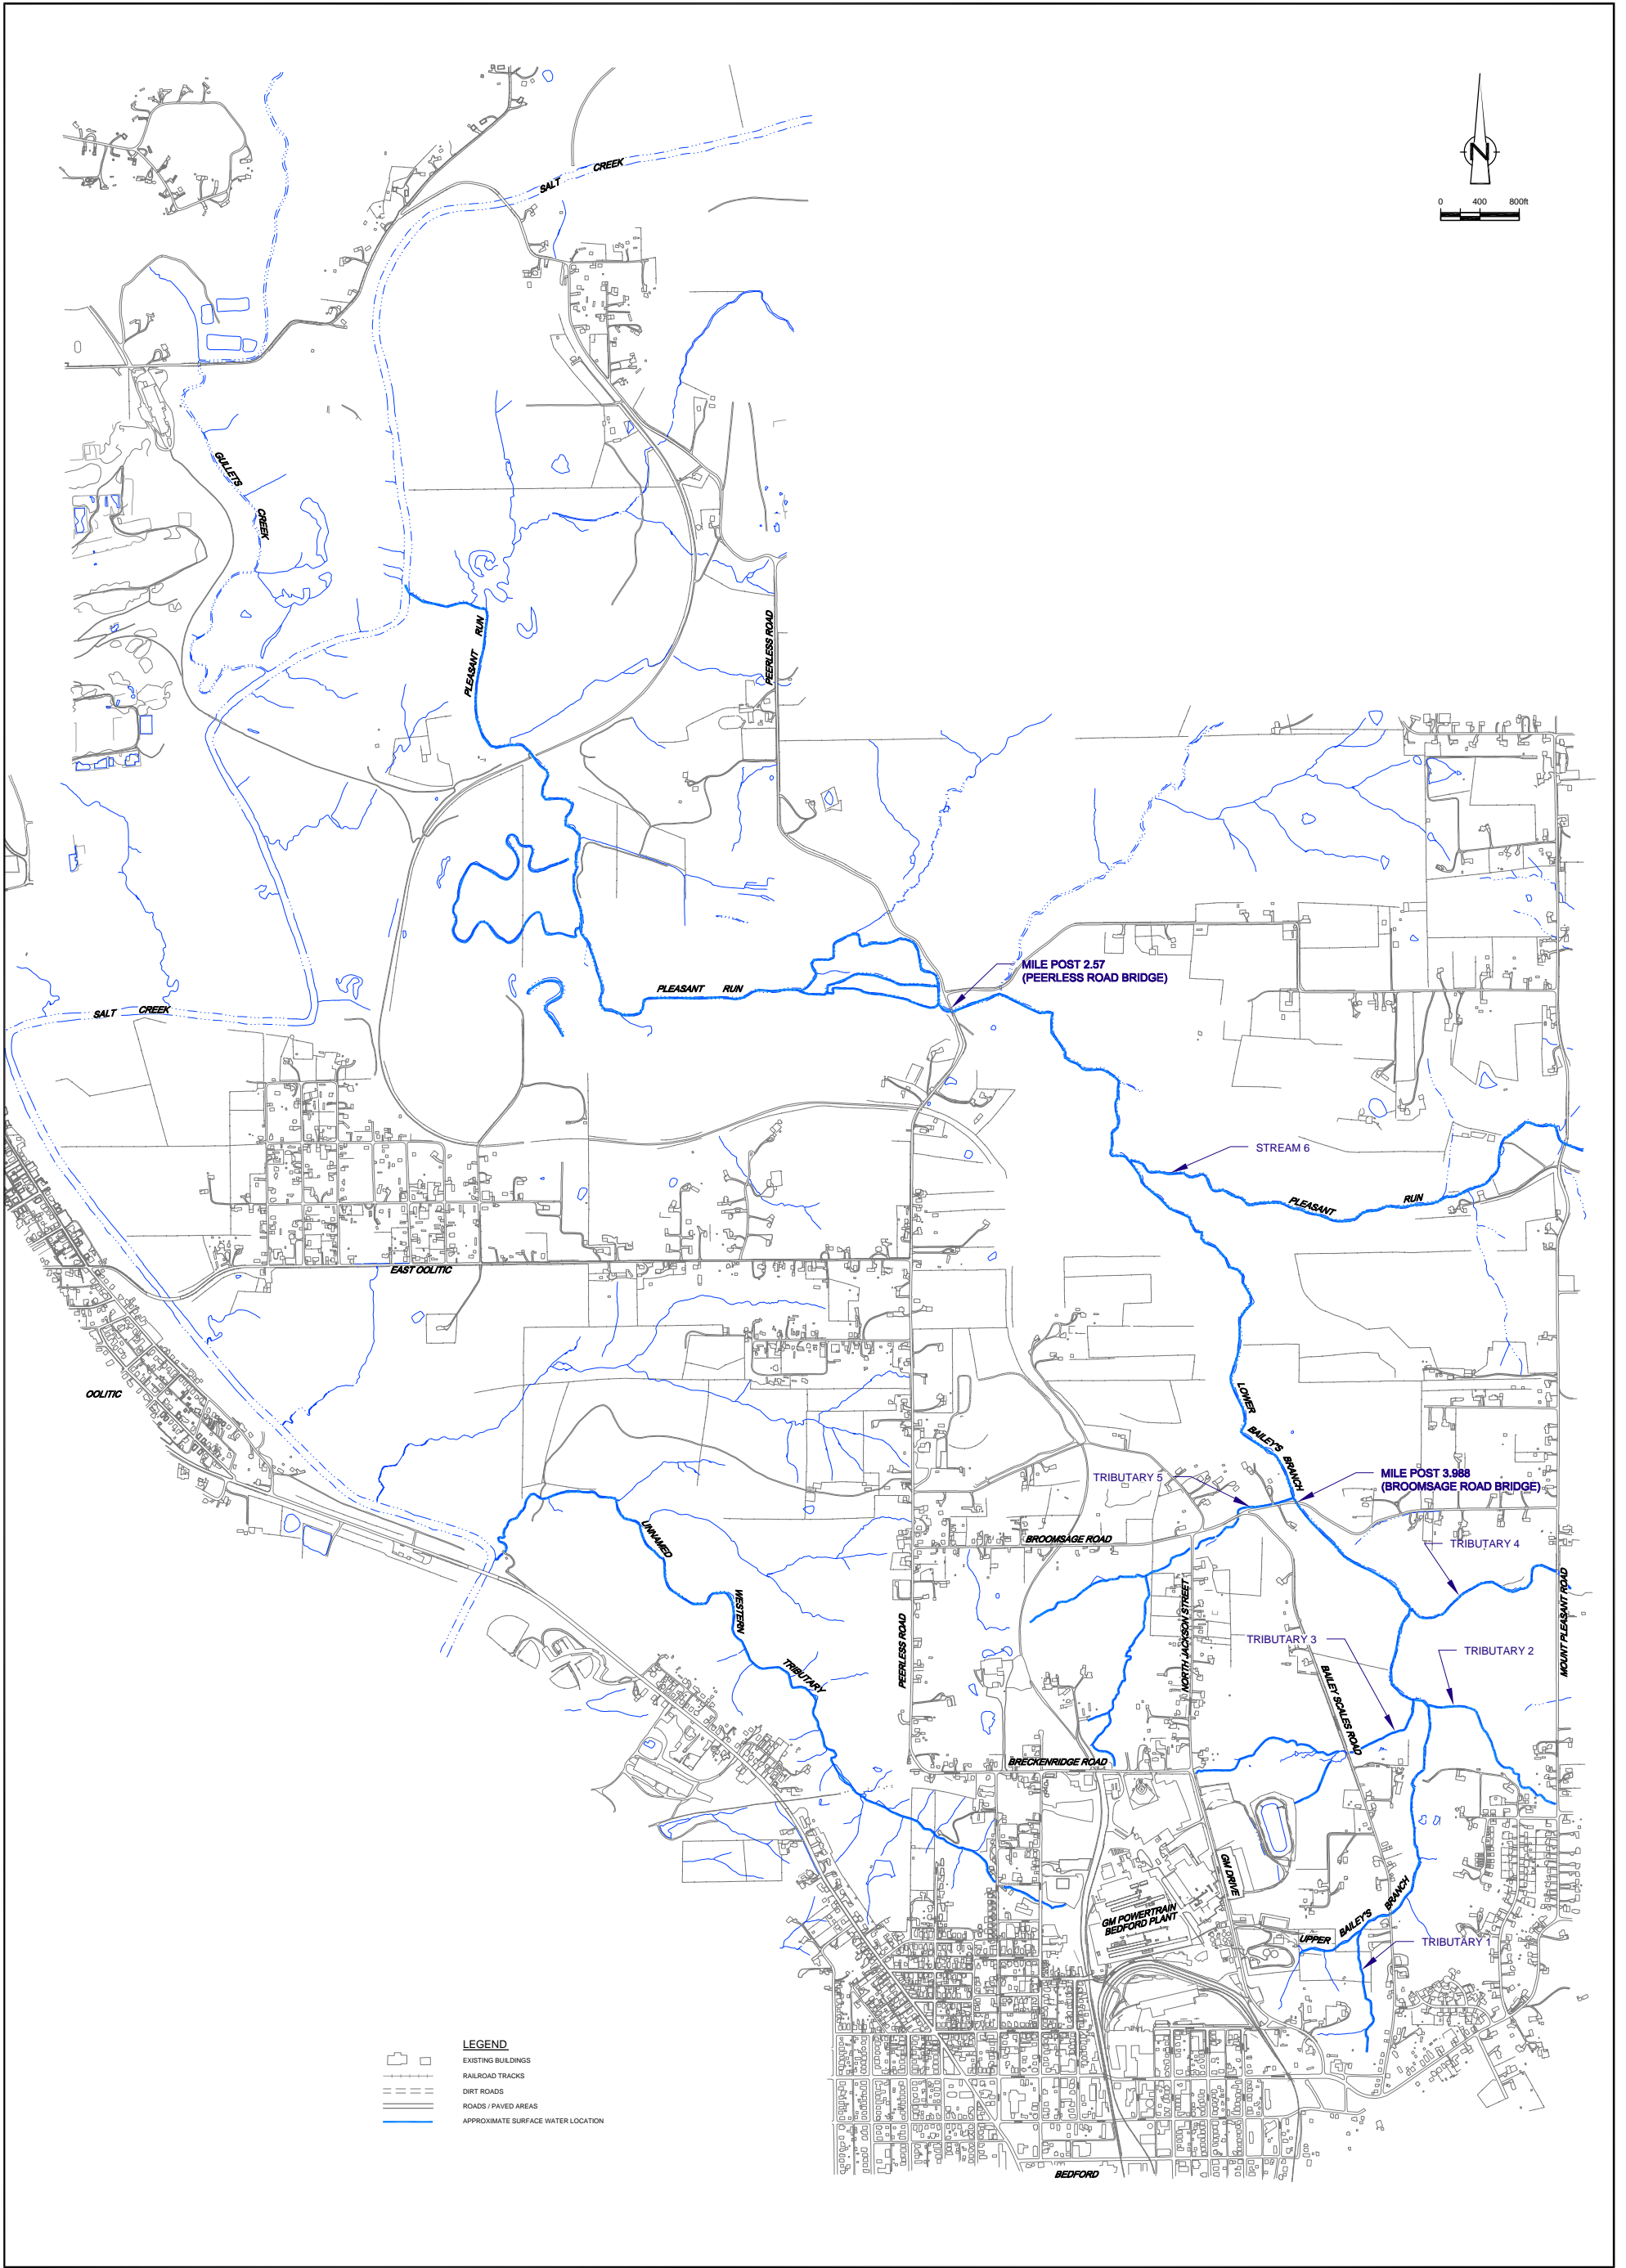 N
0 400 800ft
SALT CREEK
GULLETS CREEK
PLEASANT RUN
PEERLESS ROAD
MILE POST 2.57
(PEERLESS ROAD BRIDGE)
PLEASANT RUN
SALT CREEK
STREAM 6
PLEASANT RUN
EAST OOLITIC
OOLITIC
LOWER BAILEY'S BRANCH
TRIBUTARY 5
MILE POST 3.988
(BROOMSAGE ROAD BRIDGE)
BROOMSAGE ROAD
TRIBUTARY 4
UNNAMED WESTERN TRIBUTARY
PEERLESS ROAD
NORTH JACKSON STREET
MOUNT PLEASANT ROAD
TRIBUTARY 3
TRIBUTARY 2
BAILEY SCALES ROAD
BRECKENRIDGE ROAD
GM DRIVE
GM POWERTRAIN
BEDFORD PLANT
UPPER BAILEY'S BRANCH
TRIBUTARY 1
LEGEND
EXISTING BUILDINGS
RAILROAD TRACKS
DIRT ROADS
ROADS / PAVED AREAS
APPROXIMATE SURFACE WATER LOCATION
BEDFORD